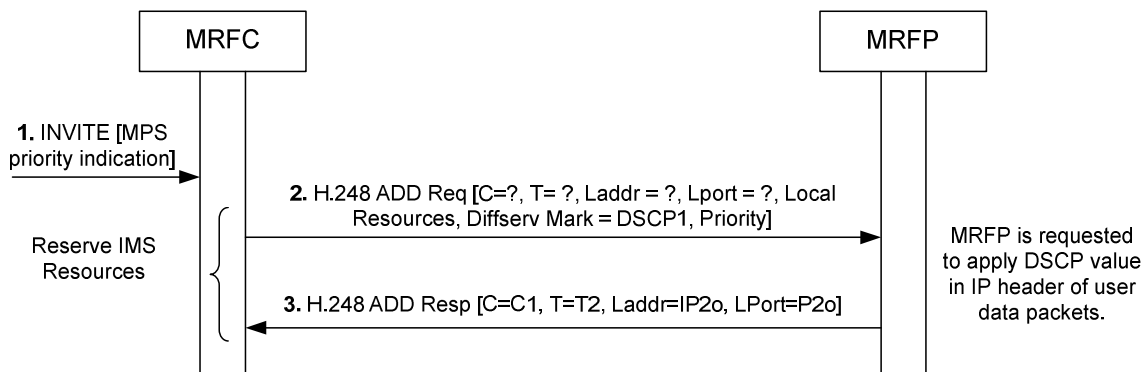 MRFC
MRFP
1. INVITE [MPS
priority indication]
2. H.248 ADD Req [C=?, T= ?, Laddr = ?, Lport = ?, Local
Resources, Diffserv Mark = DSCP1, Priority]
Reserve IMS
Resources
MRFP is requested
to apply DSCP value
in IP header of user
data packets.
3. H.248 ADD Resp [C=C1, T=T2, Laddr=IP2o, LPort=P2o]